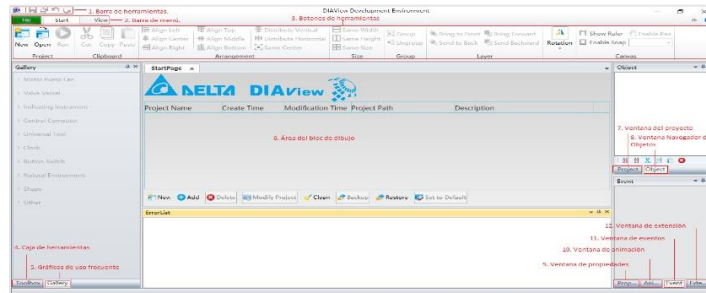 1. Barra de herramientas.
DIAView Development Environment
File Start View 2. Barra de menú.
3. Botones de herramientas
New Open Run Cut Copy Paste
Align Left Align Top Distribute Vertical Same Width Group Bring to Front Bring Forward Show Ruler Enable Pan
Align Center Align Middle Distribute Horizontal Same Height Ungroup Send to Back Send Backward Rotation Enable Snap
Align Right Align Bottom Same Center Same Size
Project Clipboard Arrangement Size Group Layer Canvas
Gallery
StartPage
Object
Motor Pump Fan
Valve Vessel
Indicating Instrument
Control Computer
Universal Tool
Clock
Button Switch
Natural Environment
Shape
Other
DELTA DIAView
Project Name Create Time Modification Time Project Path Description
6. Área del bloc de dibujo
7. Ventana del proyecto
8. Ventana Navegador de
Objetos
Project Object
Event
New Add Delete Modify Project Clean Backup Restore Set to Default
ErrorList
4. Caja de herramientas
5. Gráficos de uso frecuente
12. Ventana de extensión
11. Ventana de eventos
10. Ventana de animación
9. Ventana de propiedades
Toolbox Gallery
Prop... Ani... Event Exte...